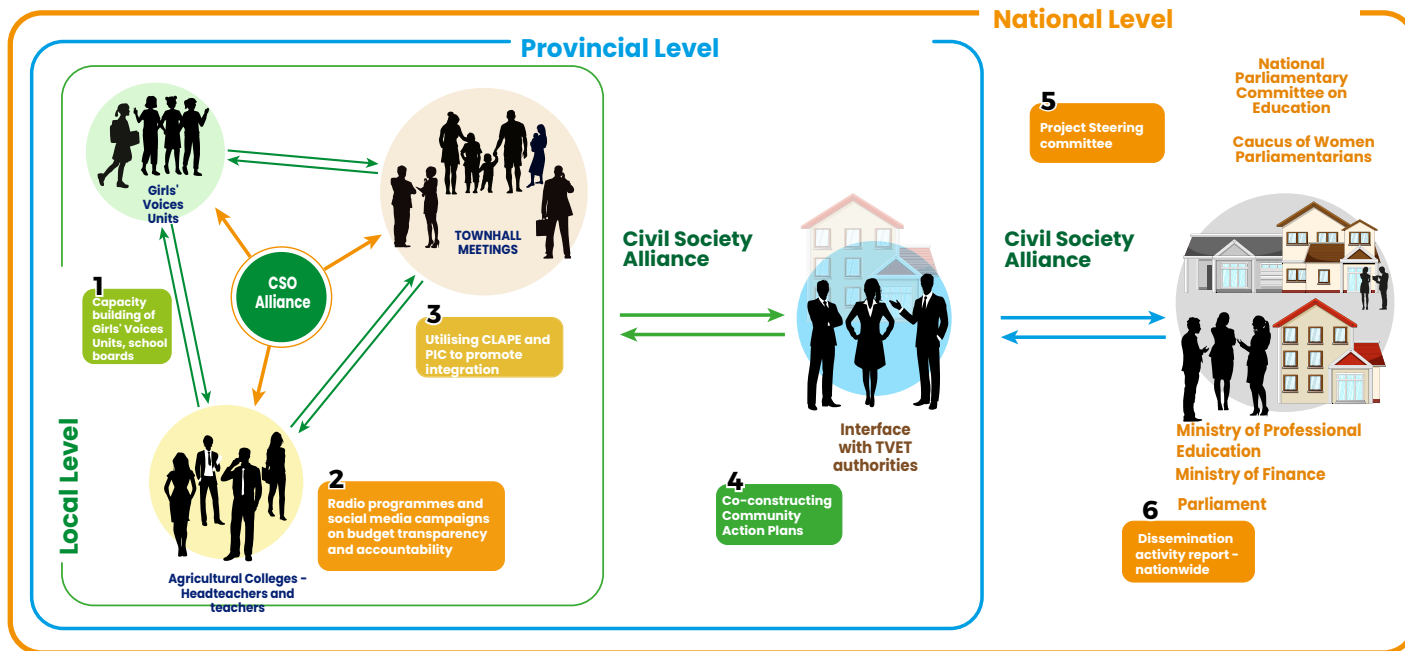 National Level
Provincial Level
National
Parliamentary
Committee on
Education
Caucus of Women
Parliamentarians
5
Project Steering
committee
Girls'
Voices
Units
TOWNHALL
MEETINGS
CSO
Alliance
1
Capacity
building of
Girls' Voices
Units, school
boards
3
Utilising CLAPE and
PIC to promote
integration
Civil Society
Alliance
Civil Society
Alliance
Local Level
2
Radio programmes and
social media campaigns
on budget transparency
and accountability
Agricultural Colleges -
Headteachers and
teachers
Interface
with TVET
authorities
4
Co-constructing
Community
Action Plans
Ministry of Professional
Eduication
Ministry of Finance
Parliament
6
Dissemination
activity report -
nationwide